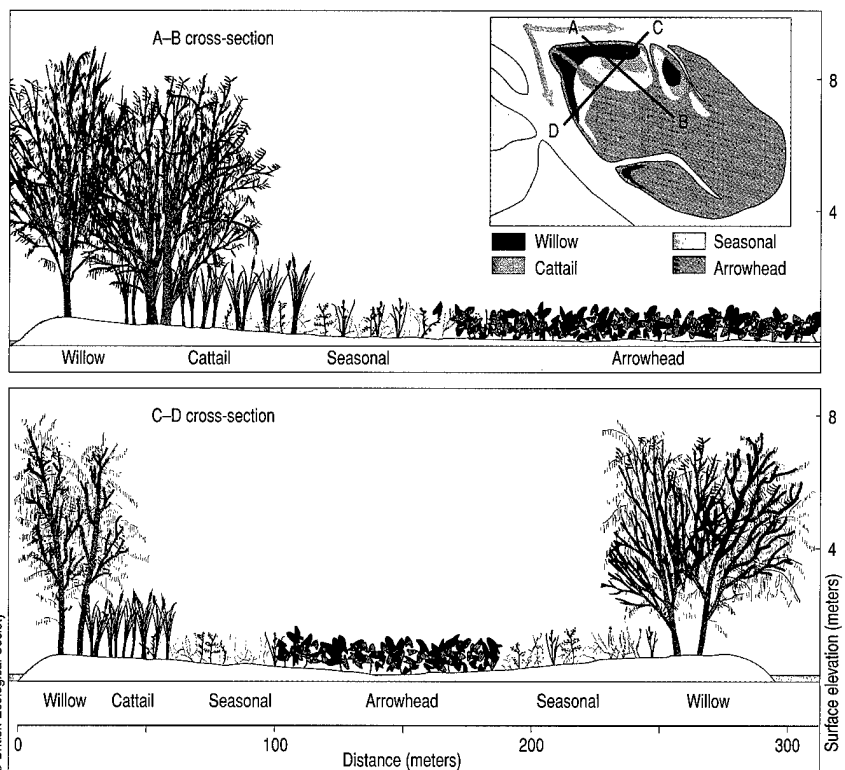 A–B cross-section
A
C
D
B
Willow
Seasonal
Cattail
Arrowhead
8
4
Willow
Cattail
Seasonal
Arrowhead
C–D cross-section
8
4
Willow
Cattail
Seasonal
Arrowhead
Seasonal
Willow
0
100
200
300
Distance (meters)
Surface elevation (meters)